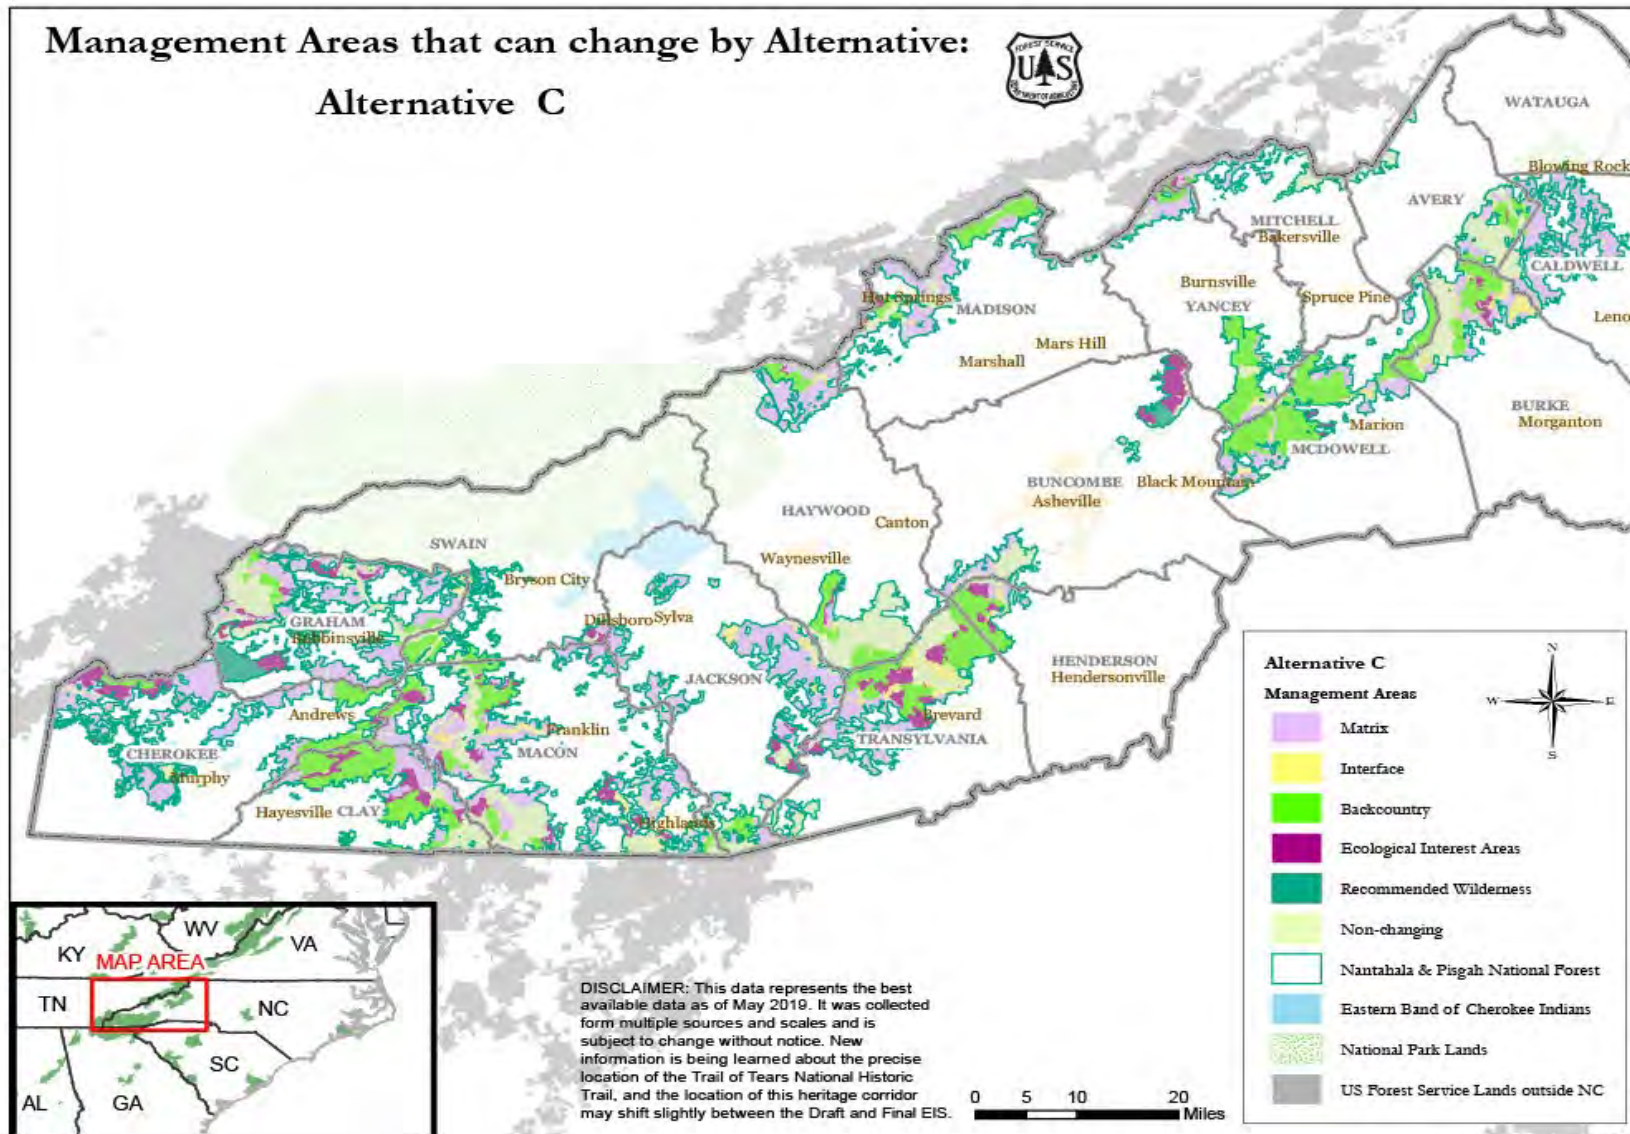 Management Areas that can change by Alternative:
Alternative C
FOREST SERVICE
US
DEPARTMENT OF AGRICULTURE
WATAUGA
Blowing Rock
AVERY
MITCHELL
Bakersville
CALDWELL
Burnsville
Spruce Pine
Hot Springs
YANCEY
MADISON
Leno
Mars Hill
Marshall
BURKE
Morganton
Marion
MCDOWELL
BUNCOMBE
Black Mountain
Asheville
HAYWOOD
Canton
SWAIN
Waynesville
Bryson City
GRAHAM
Robbinsville
Dillsboro
Sylva
HENDERSON
Hendersonville
JACKSON
Andrews
Franklin
Brevard
CHEROKEE
MACON
TRANSYLVANIA
Murphy
Hayesville
CLAY
Highlands
Alternative C
Management Areas
N
W
E
S
Matrix
Interface
Backcountry
Ecological Interest Areas
Recommended Wilderness
Non-changing
Nantahala & Pisgah National Forest
Eastern Band of Cherokee Indians
National Park Lands
US Forest Service Lands outside NC
WV
KY
VA
MAP AREA
TN
NC
SC
AL
GA
DISCLAIMER: This data represents the best
available data as of May 2019. It was collected
form multiple sources and scales and is
subject to change without notice. New
information is being learned about the precise
location of the Trail of Tears National Historic
Trail, and the location of this heritage corridor
may shift slightly between the Draft and Final EIS.
0 5 10 20
Miles